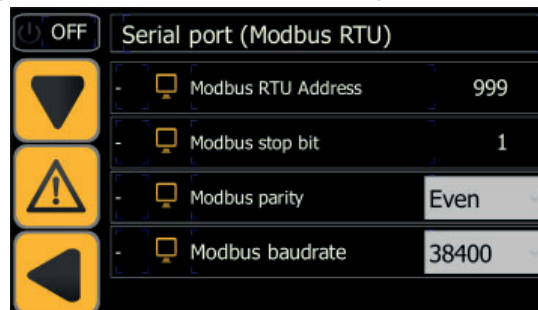 OFF Serial port (Modbus RTU)
- Modbus RTU Address 999
- Modbus stop bit 1
- Modbus parity Even
- Modbus baudrate 38400